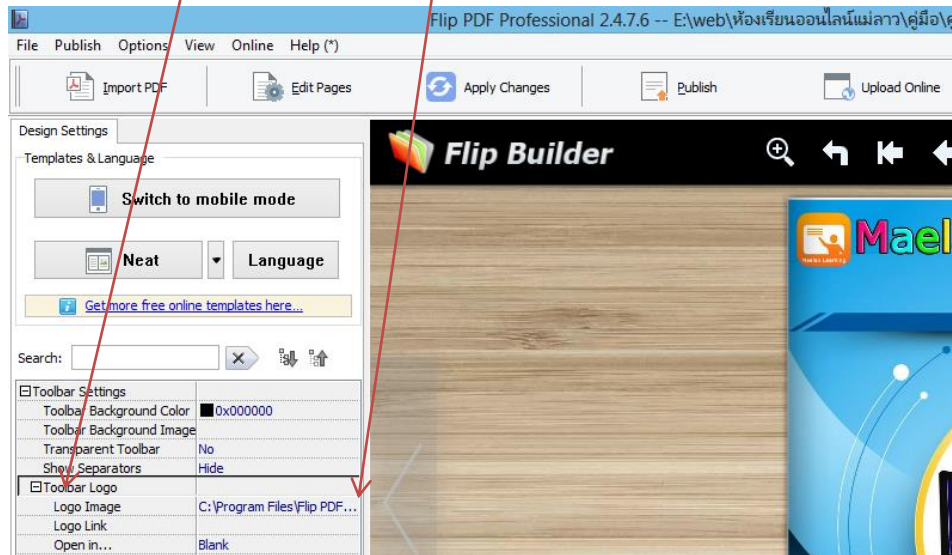 Flip PDF Professional 2.4.7.6 -- E:\web\ห้องเรียนออนไลน์แม่ลาว\คู่มือ\
File Publish Options View Online Help (*)
Import PDF Edit Pages Apply Changes Publish Upload Online
Design Settings
Templates & Language
Flip Builder
Switch to mobile mode
Neat Language
Get more free online templates here...
Search:
Toolbar Settings
Toolbar Background Color 0x000000
Toolbar Background Image
Transparent Toolbar No
Show Separators Hide
Toolbar Logo
Logo Image C:\Program Files\Flip PDF...
Logo Link
Open in... Blank